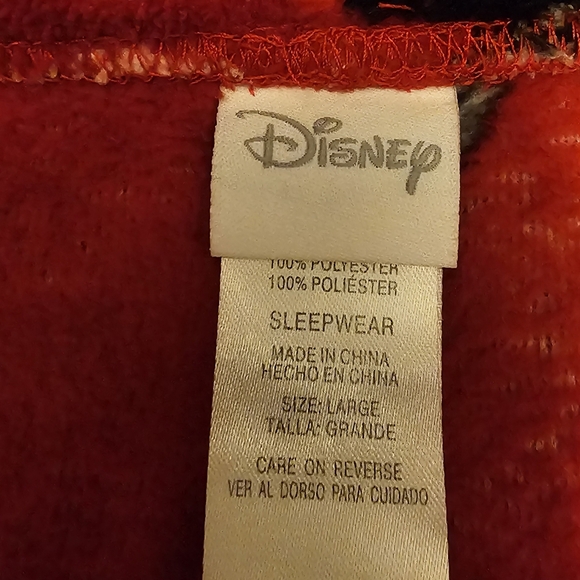 Disney
100% POLYESTER
100% POLIÉSTER
SLEEPWEAR
MADE IN CHINA
HECHO EN CHINA
SIZE: LARGE
TALLA: GRANDE
CARE ON REVERSE
VER AL DORSO PARA CUIDADO